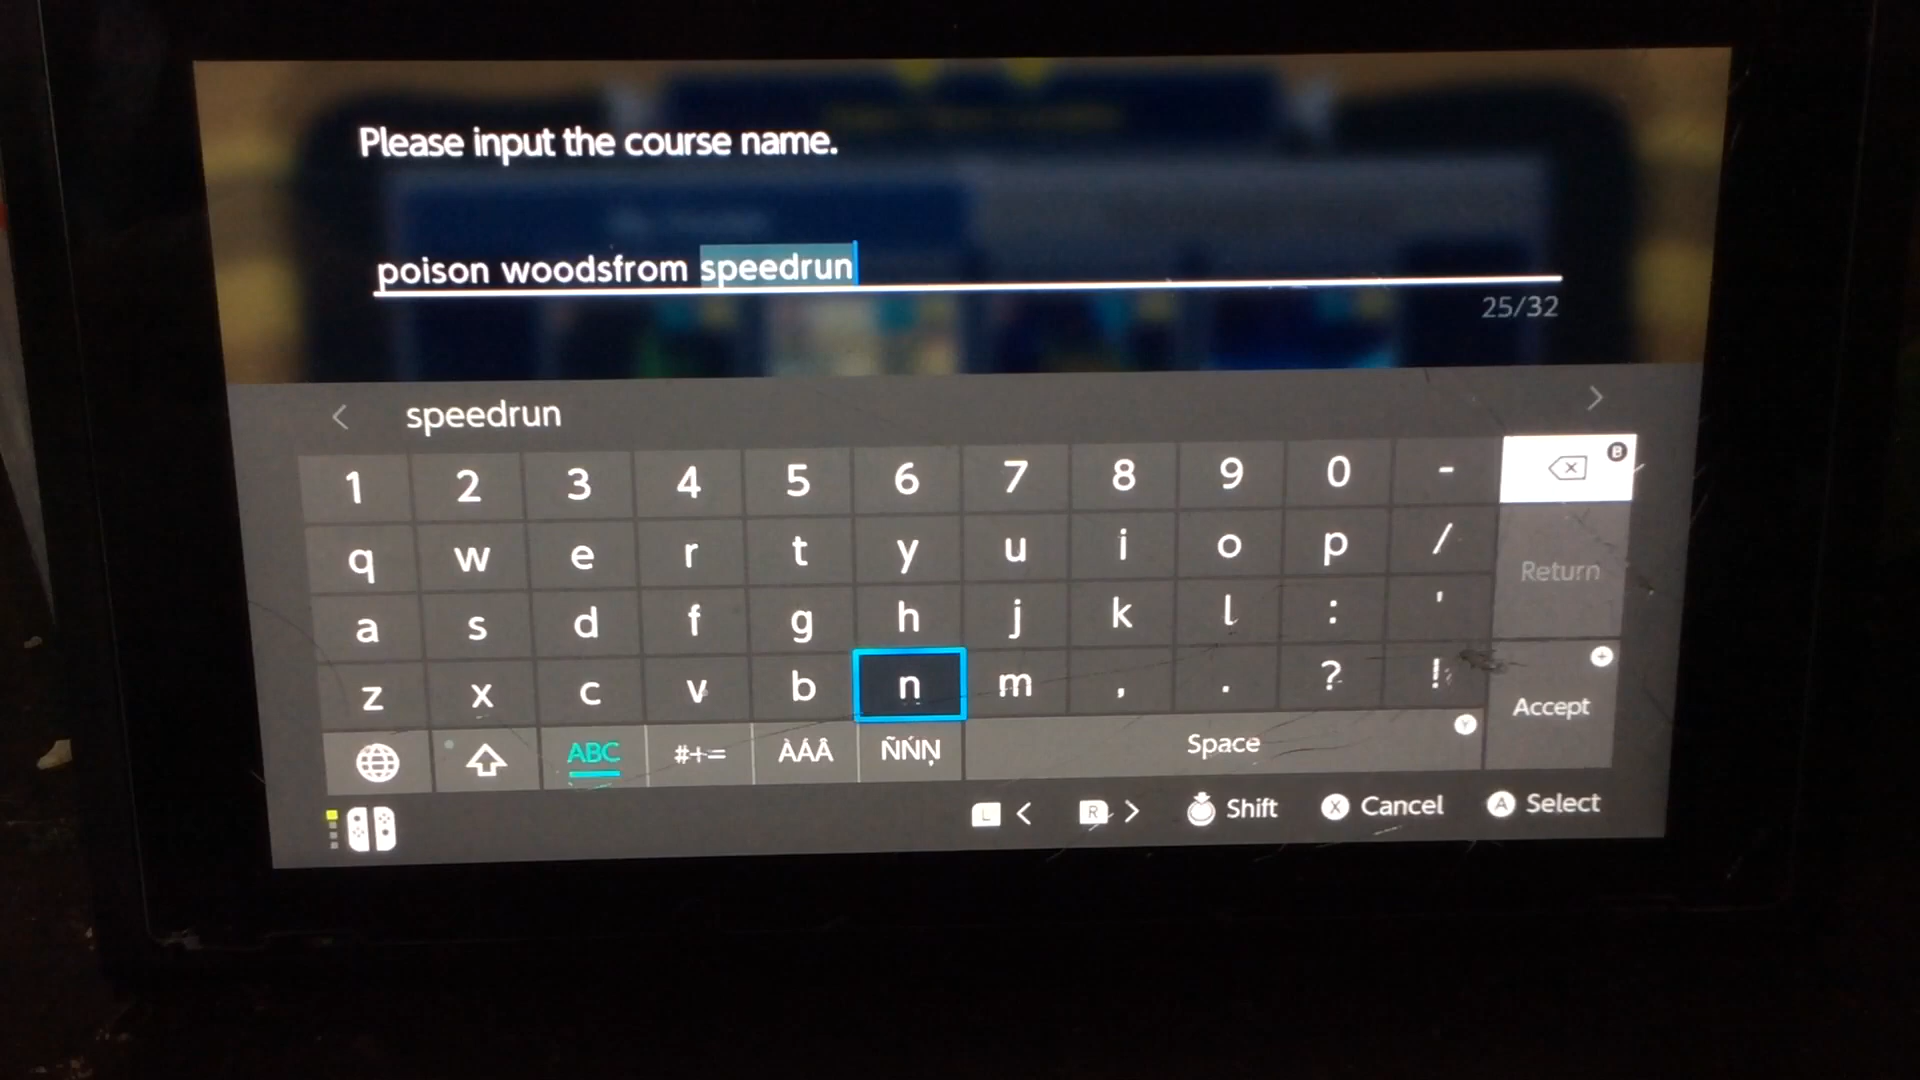 Please input the course name.
poison woodsfrom speedrun
25/32
< speedrun >
1 2 3 4 5 6 7 8 9 0 - B
q w e r t y u i o p /
Return
a s d f g h j k l : '
z x c v b n m , . ? !
+
Accept
ABC #+= ÀÁÂ ÑŃŅ Space Y
L < R > Shift X Cancel A Select